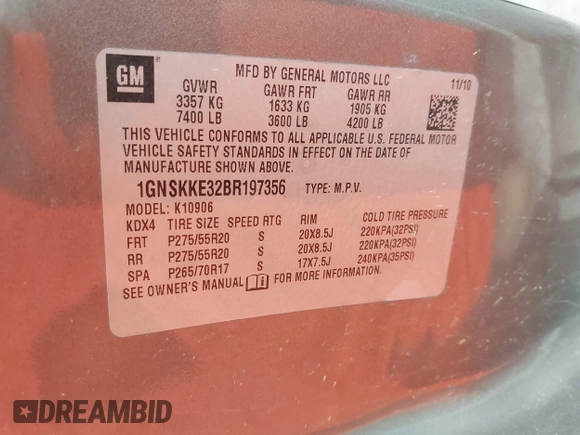 GM
MFD BY GENERAL MOTORS LLC
GVWR GAWR FRT GAWR RR 11/10
3357 KG 1633 KG 1905 KG
7400 LB 3600 LB 4200 LB
THIS VEHICLE CONFORMS TO ALL APPLICABLE U.S. FEDERAL MOTOR
VEHICLE SAFETY STANDARDS IN EFFECT ON THE DATE OF
MANUFACTURE SHOWN ABOVE.
1GNSKKE32BR197356 TYPE: M.P.V.
MODEL: K10906
KDX4 TIRE SIZE SPEED RTG RIM COLD TIRE PRESSURE
FRT P275/55R20 S 20X8.5J 220KPA(32PSI)
RR P275/55R20 S 20X8.5J 220KPA(32PSI)
SPA P265/70R17 S 17X7.5J 240KPA(35PSI)
SEE OWNER'S MANUAL FOR MORE INFORMATION.
DREAMBID